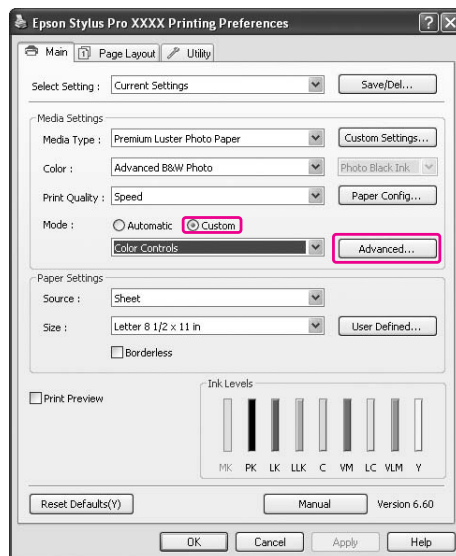 Epson Stylus Pro XXXX Printing Preferences
Main Page Layout Utility
Select Setting : Current Settings Save/Del...
Media Settings
Media Type : Premium Luster Photo Paper Custom Settings...
Color : Advanced B&W Photo Photo Black Ink
Print Quality : Speed Paper Config...
Mode : Automatic Custom
Color Controls Advanced...
Paper Settings
Source : Sheet
Size : Letter 8 1/2 x 11 in User Defined...
Borderless
Print Preview
Ink Levels
MK PK LK LLK C VM LC VLM Y
Reset Defaults(Y) Manual Version 6.60
OK Cancel Apply Help